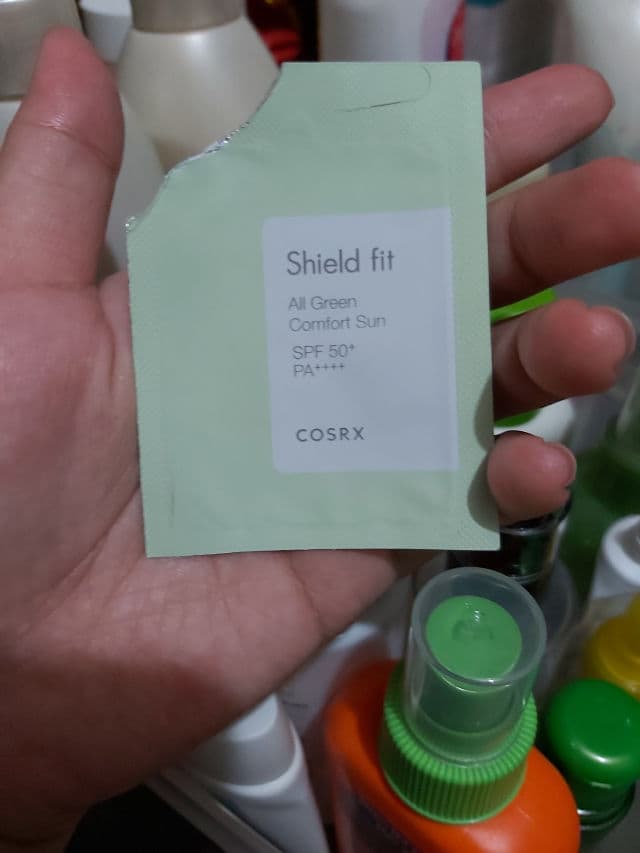 Shield fit
All Green
Comfort Sun
SPF 50+
PA++++
COSRX